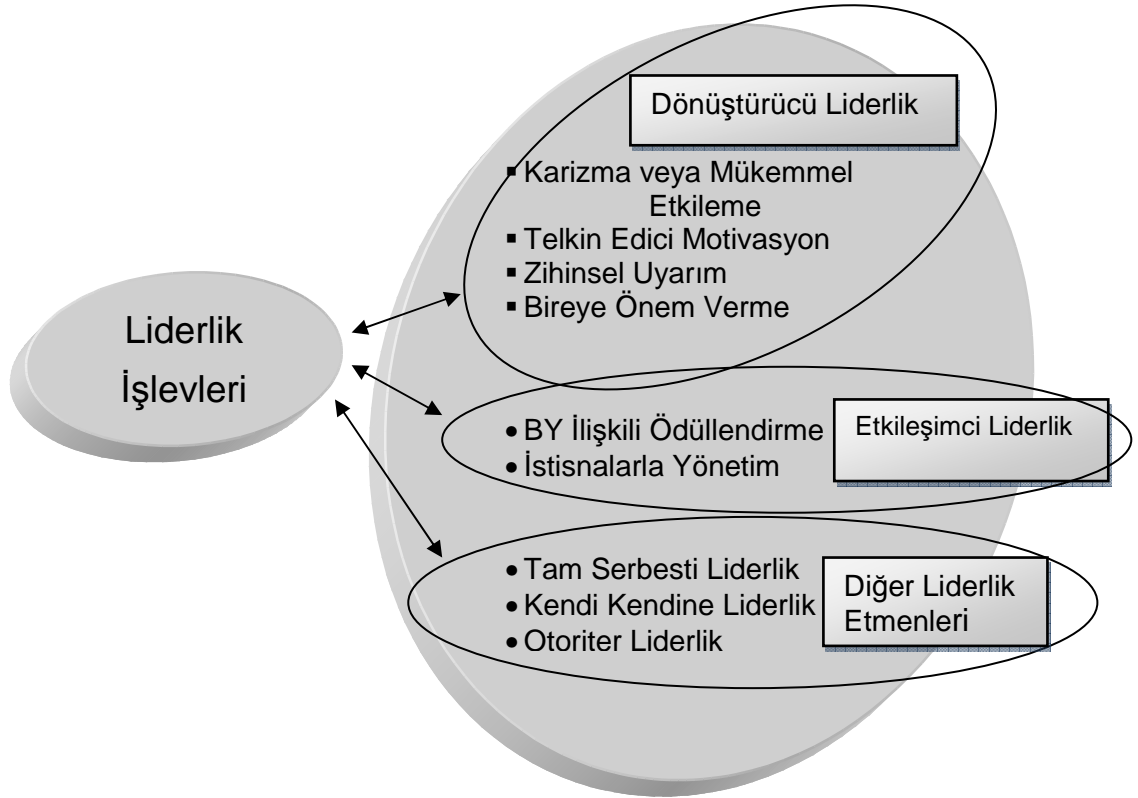 Dönüştürücü Liderlik
▪ Karizma veya Mükemmel
Etkileme
▪ Telkin Edici Motivasyon
▪ Zihinsel Uyarım
▪ Bireye Önem Verme
Liderlik
İşlevleri
• BY İlişkili Ödüllendirme
• İstisnalarla Yönetim
Etkileşimci Liderlik
• Tam Serbesti Liderlik
• Kendi Kendine Liderlik
• Otoriter Liderlik
Diğer Liderlik
Etmenleri